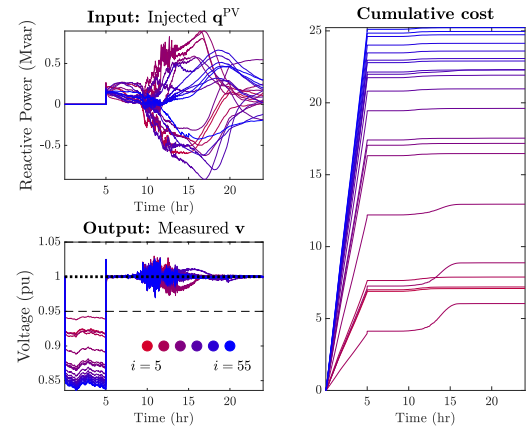 Input: Injected q^PV
Reactive Power (Mvar)
0.5
0
-0.5
5 10 15 20
Time (hr)
Output: Measured v
Voltage (pu)
1.05
1
0.95
0.9
0.85
i = 5 i = 55
5 10 15 20
Time (hr)
Cumulative cost
25
20
15
10
5
0
5 10 15 20
Time (hr)